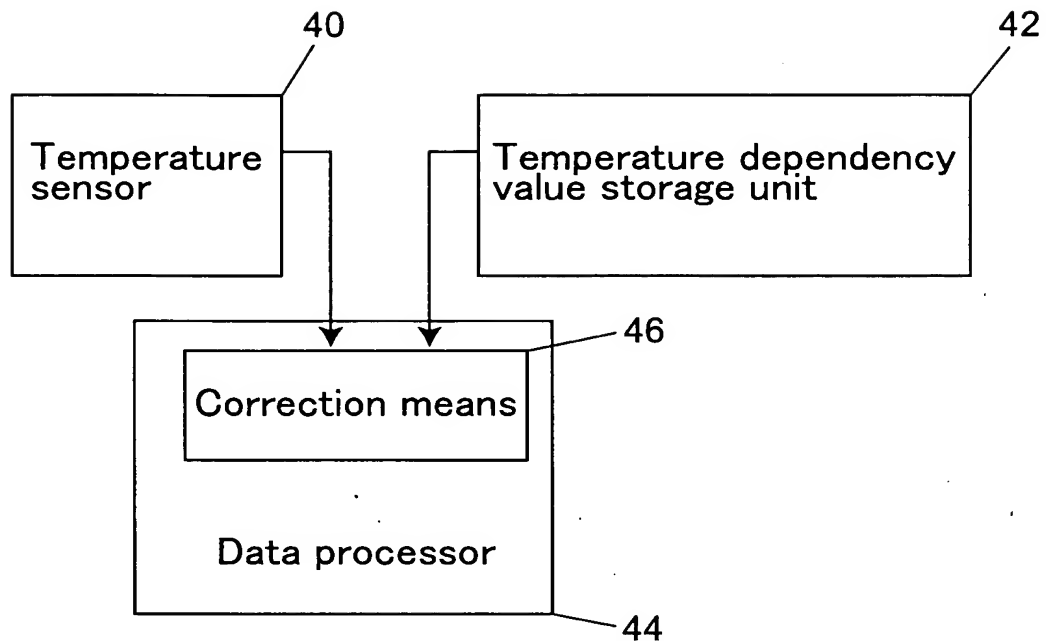 40
42
Temperature
sensor
Temperature dependency
value storage unit
46
Correction means
Data processor
44